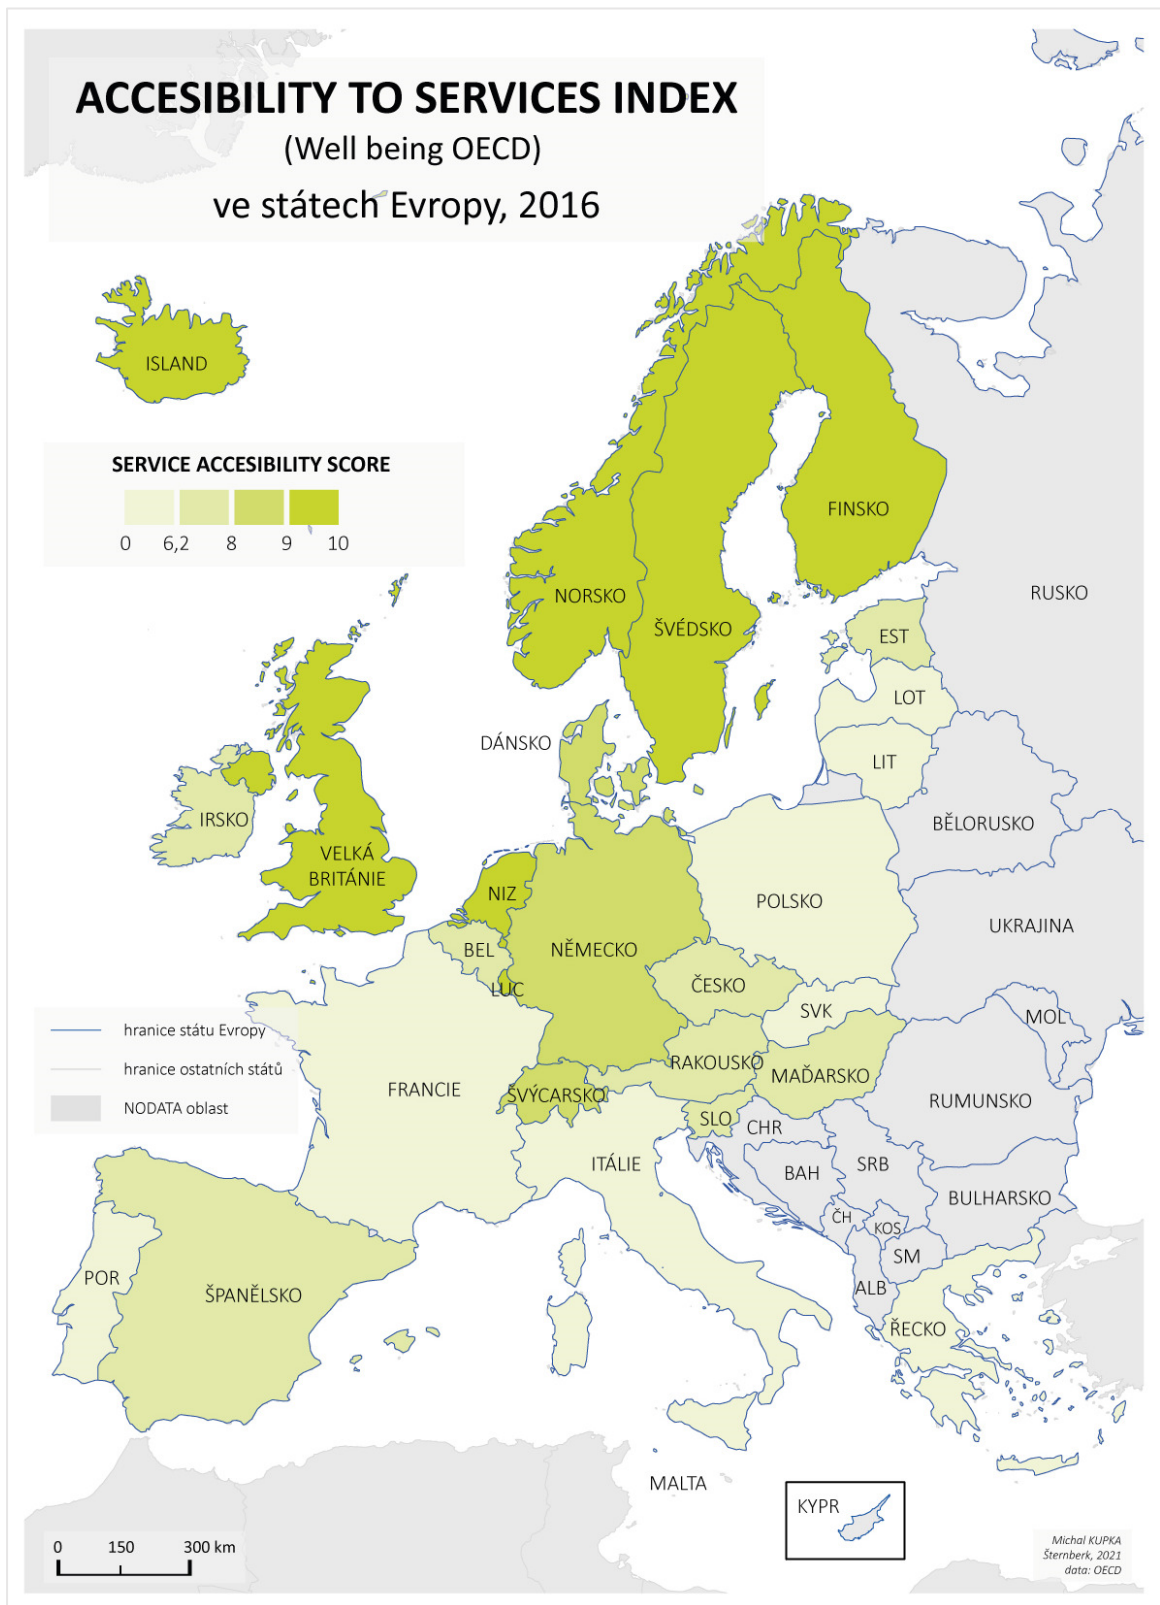 ACCESIBILITY TO SERVICES INDEX
(Well being OECD)
ve státech Evropy, 2016
ISLAND
SERVICE ACCESIBILITY SCORE
0 6,2 8 9 10
FINSKO
NORSKO
ŠVÉDSKO
RUSKO
EST
LOT
DÁNSKO
LIT
IRSKO
BĚLORUSKO
VELKÁ
BRITÁNIE
NIZ
POLSKO
UKRAJINA
BEL
NĚMECKO
LUC
ČESKO
SVK
MOL
hranice státu Evropy
hranice ostatních států
NODATA oblast
FRANCIE
ŠVÝCARSKO
RAKOUSKO
MAĎARSKO
RUMUNSKO
SLO
CHR
ITÁLIE
BAH
SRB
BULHARSKO
ČH
KOS
SM
POR
ŠPANĚLSKO
ALB
ŘECKO
MALTA
KYPR
0 150 300 km
Michal KUPKA
Šternberk, 2021
data: OECD